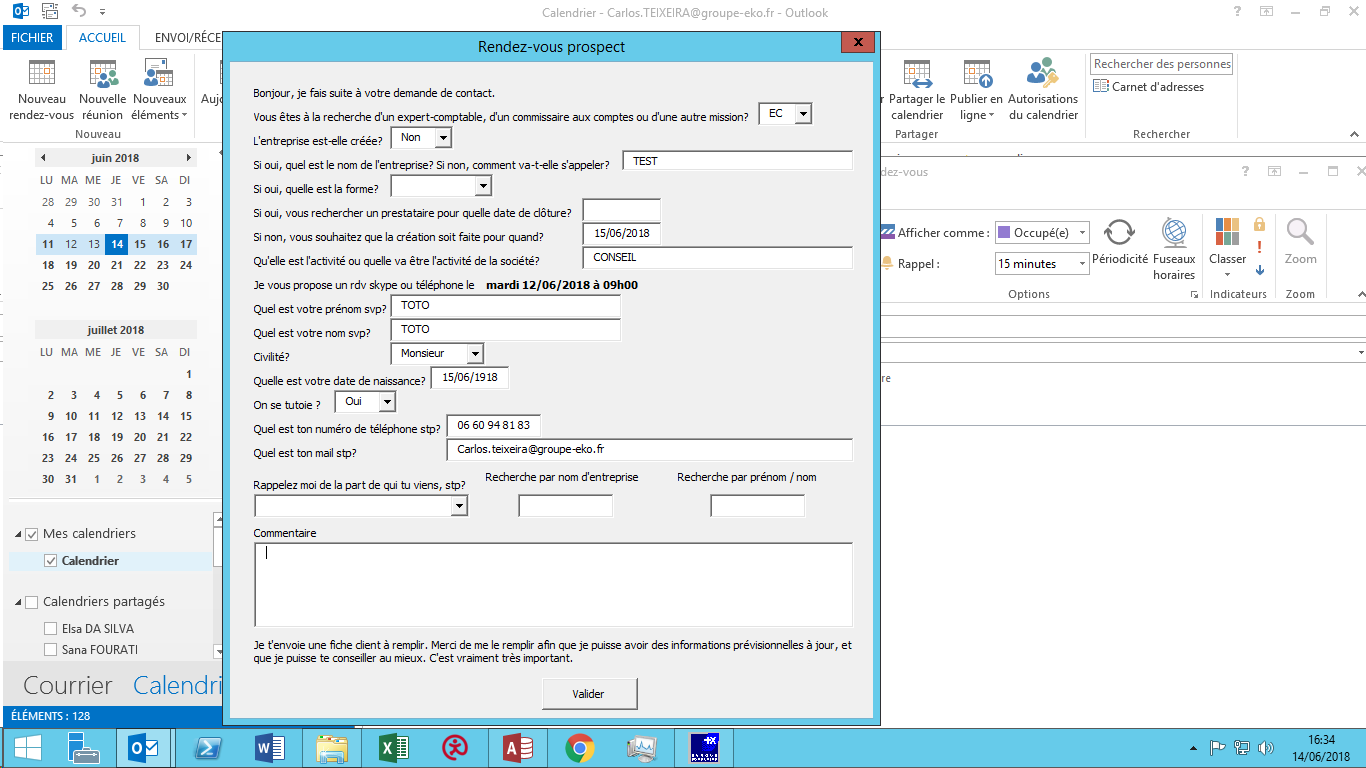 Calendrier - Carlos.TEIXEIRA@groupe-eko.fr - Outlook
FICHIER
ACCUEIL
ENVOI/RÉCE
Nouveau rendez-vous
Nouvelle réunion
Nouveaux éléments
Nouveau
Partager le calendrier
Publier en ligne
Autorisations du calendrier
Partager
Rechercher des personnes
Carnet d'adresses
Rechercher
juin 2018
LU MA ME JE VE SA DI
28 29 30 31 1 2 3
4 5 6 7 8 9 10
11 12 13 14 15 16 17
18 19 20 21 22 23 24
25 26 27 28 29 30
juillet 2018
LU MA ME JE VE SA DI
1
2 3 4 5 6 7 8
9 10 11 12 13 14 15
16 17 18 19 20 21 22
23 24 25 26 27 28 29
30 31 1 2 3 4 5
Mes calendriers
Calendrier
Calendriers partagés
Elsa DA SILVA
Sana FOURATI
Courrier Calendri
ÉLÉMENTS : 128
Rendez-vous prospect
Bonjour, je fais suite à votre demande de contact.
Vous êtes à la recherche d'un expert-comptable, d'un commissaire aux comptes ou d'une autre mission? EC
L'entreprise est-elle créée? Non
Si oui, quel est le nom de l'entreprise? Si non, comment va-t-elle s'appeler? TEST
Si oui, quelle est la forme?
Si oui, vous rechercher un prestataire pour quelle date de clôture?
Si non, vous souhaitez que la création soit faite pour quand? 15/06/2018
Qu'elle est l'activité ou quelle va être l'activité de la société? CONSEIL
Je vous propose un rdv skype ou téléphone le mardi 12/06/2018 à 09h00
Quel est votre prénom svp? TOTO
Quel est votre nom svp? TOTO
Civilité? Monsieur
Quelle est votre date de naissance? 15/06/1918
On se tutoie ? Oui
Quel est ton numéro de téléphone stp? 06 60 94 81 83
Quel est ton mail stp? Carlos.teixeira@groupe-eko.fr
Rappelez moi de la part de qui tu viens, stp?
Recherche par nom d'entreprise
Recherche par prénom / nom
Commentaire
Je t'envoie une fiche client à remplir. Merci de me le remplir afin que je puisse avoir des informations prévisionnelles à jour, et
que je puisse te conseiller au mieux. C'est vraiment très important.
Valider
dez-vous
Afficher comme : Occupé(e)
Rappel : 15 minutes
Périodicité
Fuseaux horaires
Options
Classer
Indicateurs
Zoom
Zoom
re
16:34
14/06/2018